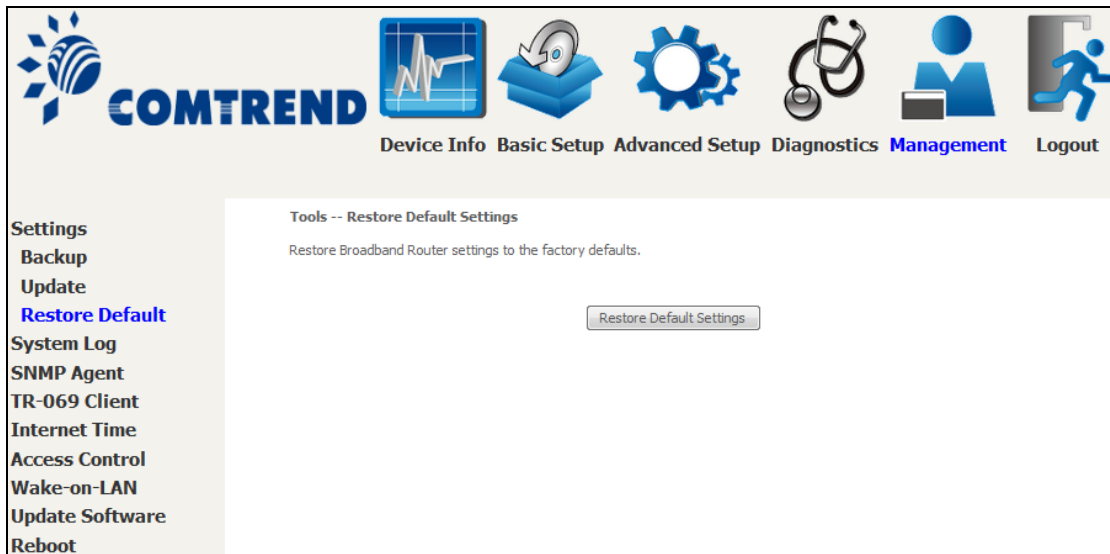 COMTREND
Device Info Basic Setup Advanced Setup Diagnostics Management Logout
Settings
Backup
Update
Restore Default
System Log
SNMP Agent
TR-069 Client
Internet Time
Access Control
Wake-on-LAN
Update Software
Reboot
Tools -- Restore Default Settings
Restore Broadband Router settings to the factory defaults.
Restore Default Settings